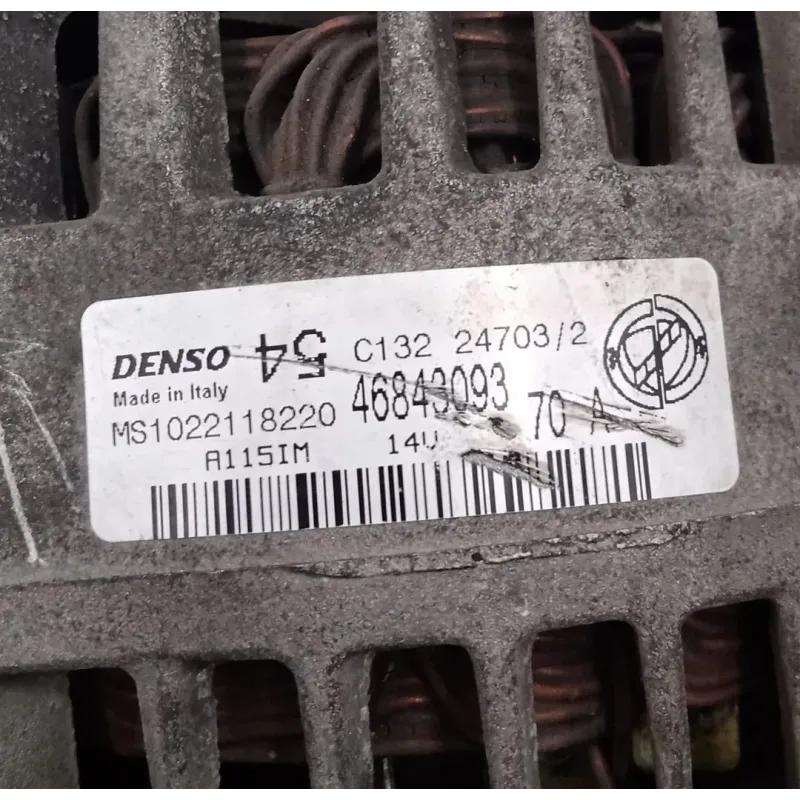 DENSO 54 C132 24703/2
Made in Italy 46843093 70 A
MS1022118220
A115IM 14V